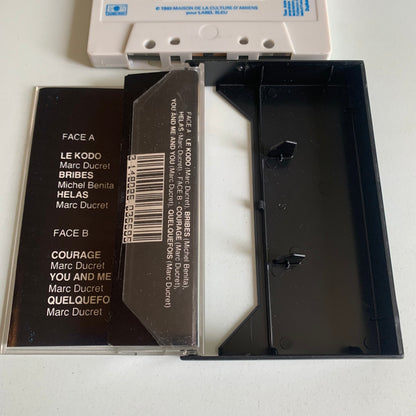 © 1989 MAISON DE LA CULTURE D'AMIENS
pour LABEL BLEU
FACE A
LE KODO
Marc Ducret
BRIBES
Michel Benita
HELAS
Marc Ducret
FACE B
COURAGE
Marc Ducret
YOU AND ME
Marc Ducret
QUELQUEFO
Marc Ducret
FACE A LE KODO (Marc Ducret), BRIBES (Michel Benita),
HELAS (Marc Ducret) - FACE B - COURAGE (Marc Ducret),
YOU AND ME AND YOU (Marc Ducret), QUELQUEFOIS (Marc Ducret)